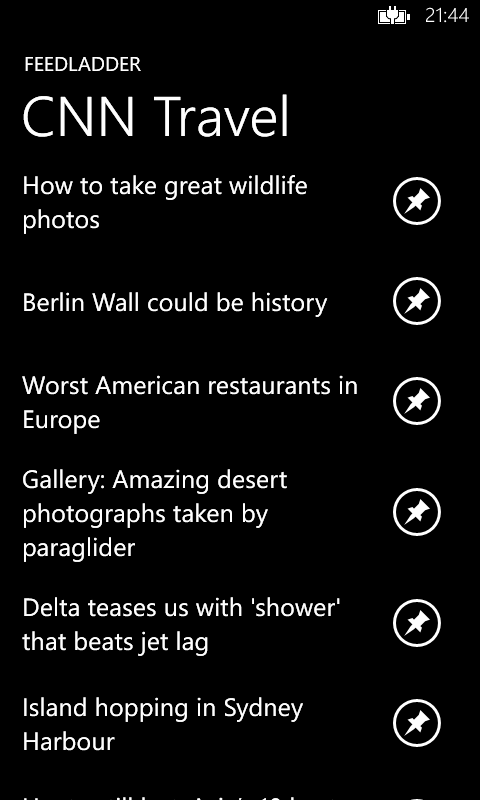 21:44
FEEDLADDER
CNN Travel
How to take great wildlife
photos
Berlin Wall could be history
Worst American restaurants in
Europe
Gallery: Amazing desert
photographs taken by
paraglider
Delta teases us with 'shower'
that beats jet lag
Island hopping in Sydney
Harbour